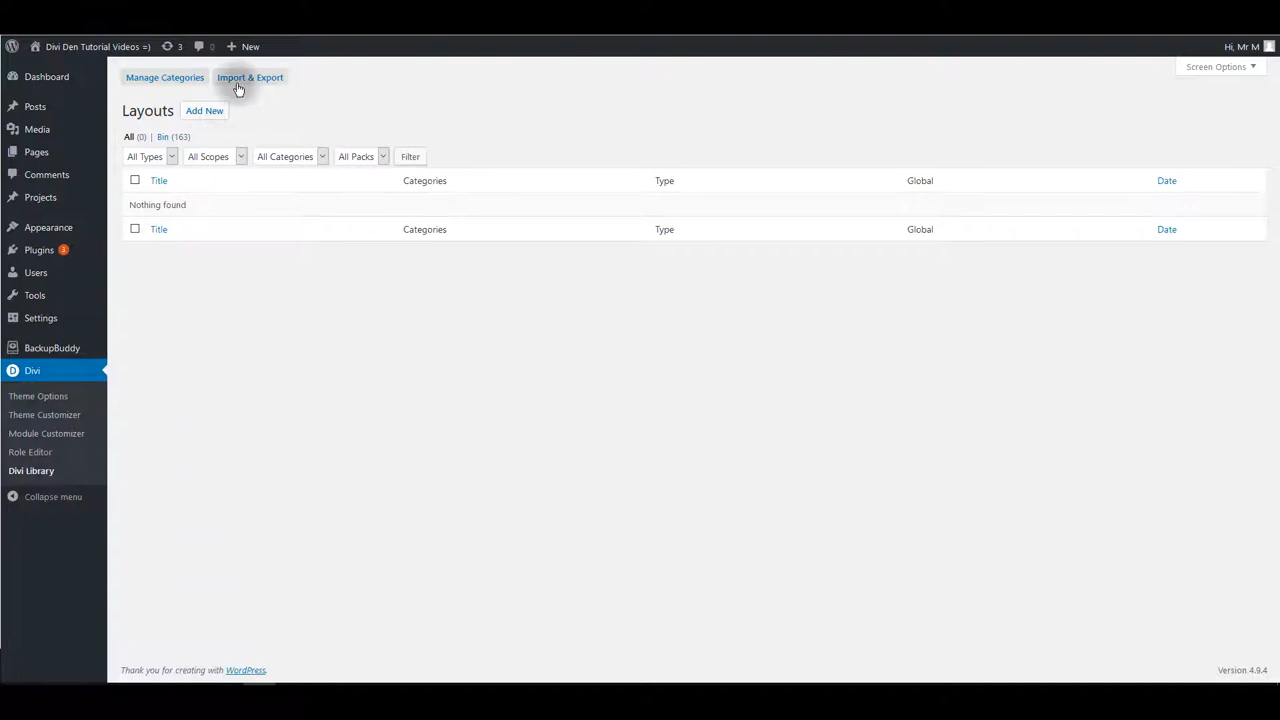 Divi Den Tutorial Videos =) 3 0 New Hi, Mr M
Screen Options
Manage Categories Import & Export
Layouts Add New
All (0) | Bin (163)
All Types All Scopes All Categories All Packs Filter
Title Categories Type Global Date
Nothing found
Title Categories Type Global Date
Dashboard
Posts
Media
Pages
Comments
Projects
Appearance
Plugins 3
Users
Tools
Settings
BackupBuddy
D Divi
Theme Options
Theme Customizer
Module Customizer
Role Editor
Divi Library
Collapse menu
Thank you for creating with WordPress. Version 4.9.4